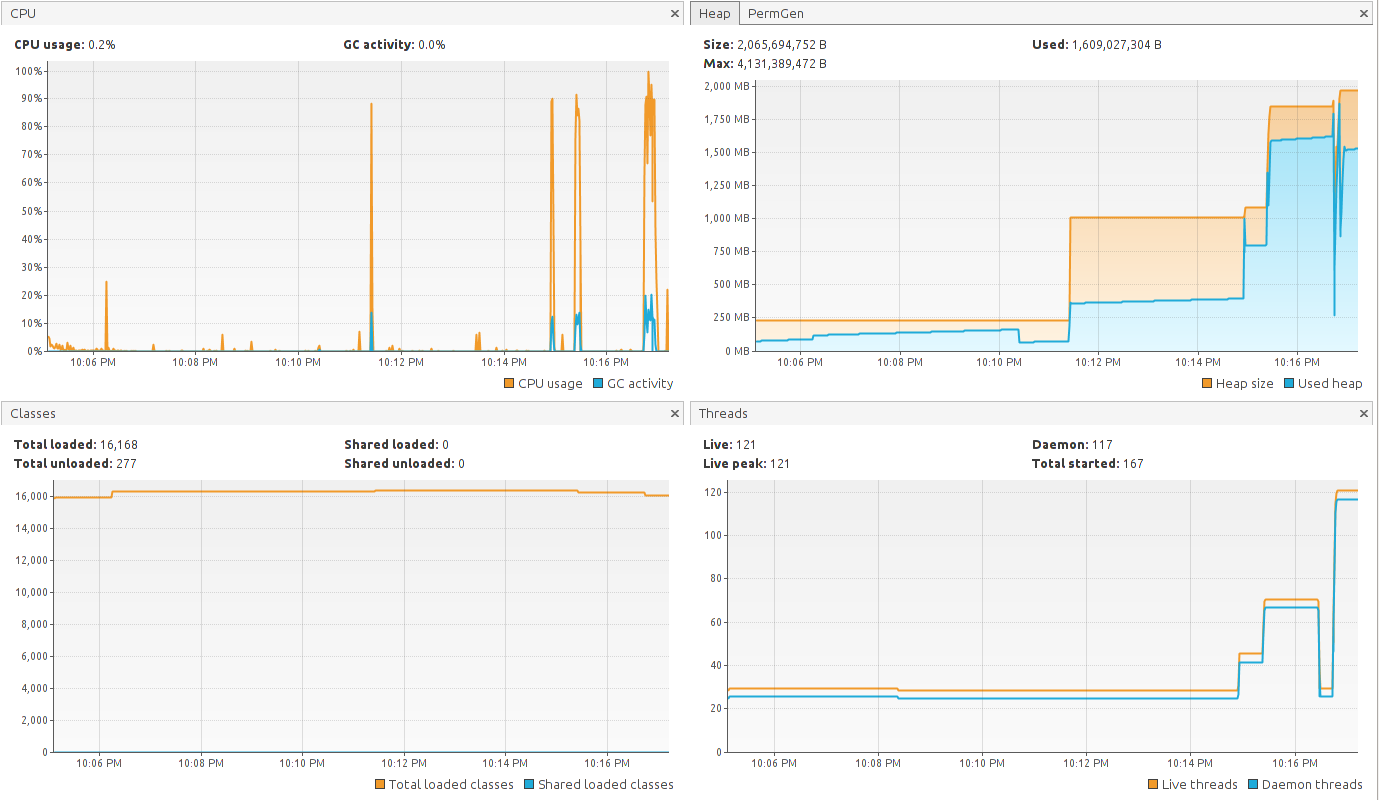 CPU
CPU usage: 0.2% GC activity: 0.0%
100%
90%
80%
70%
60%
50%
40%
30%
20%
10%
0%
10:06 PM 10:08 PM 10:10 PM 10:12 PM 10:14 PM 10:16 PM
CPU usage GC activity
Heap PermGen
Size: 2,065,694,752 B Used: 1,609,027,304 B
Max: 4,131,389,472 B
2,000 MB
1,750 MB
1,500 MB
1,250 MB
1,000 MB
750 MB
500 MB
250 MB
0 MB
10:06 PM 10:08 PM 10:10 PM 10:12 PM 10:14 PM 10:16 PM
Heap size Used heap
Classes
Total loaded: 16,168 Shared loaded: 0
Total unloaded: 277 Shared unloaded: 0
16,000
14,000
12,000
10,000
8,000
6,000
4,000
2,000
0
10:06 PM 10:08 PM 10:10 PM 10:12 PM 10:14 PM 10:16 PM
Total loaded classes Shared loaded classes
Threads
Live: 121 Daemon: 117
Live peak: 121 Total started: 167
120
100
80
60
40
20
0
10:06 PM 10:08 PM 10:10 PM 10:12 PM 10:14 PM 10:16 PM
Live threads Daemon threads